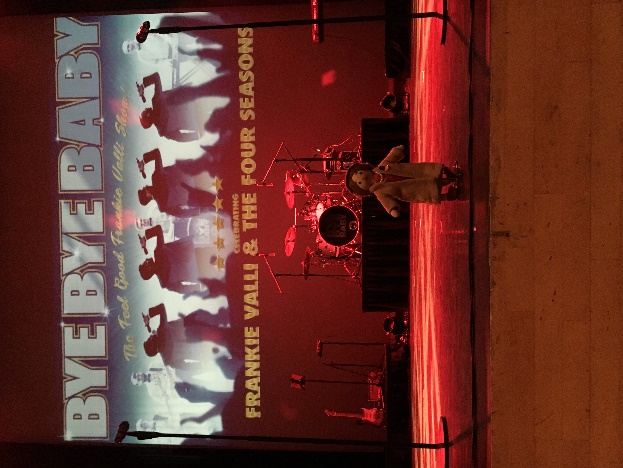 BYE BYE BABY
The Feel Good Frankie Valli Show!
CELEBRATING
FRANKIE VALLI & THE FOUR SEASONS